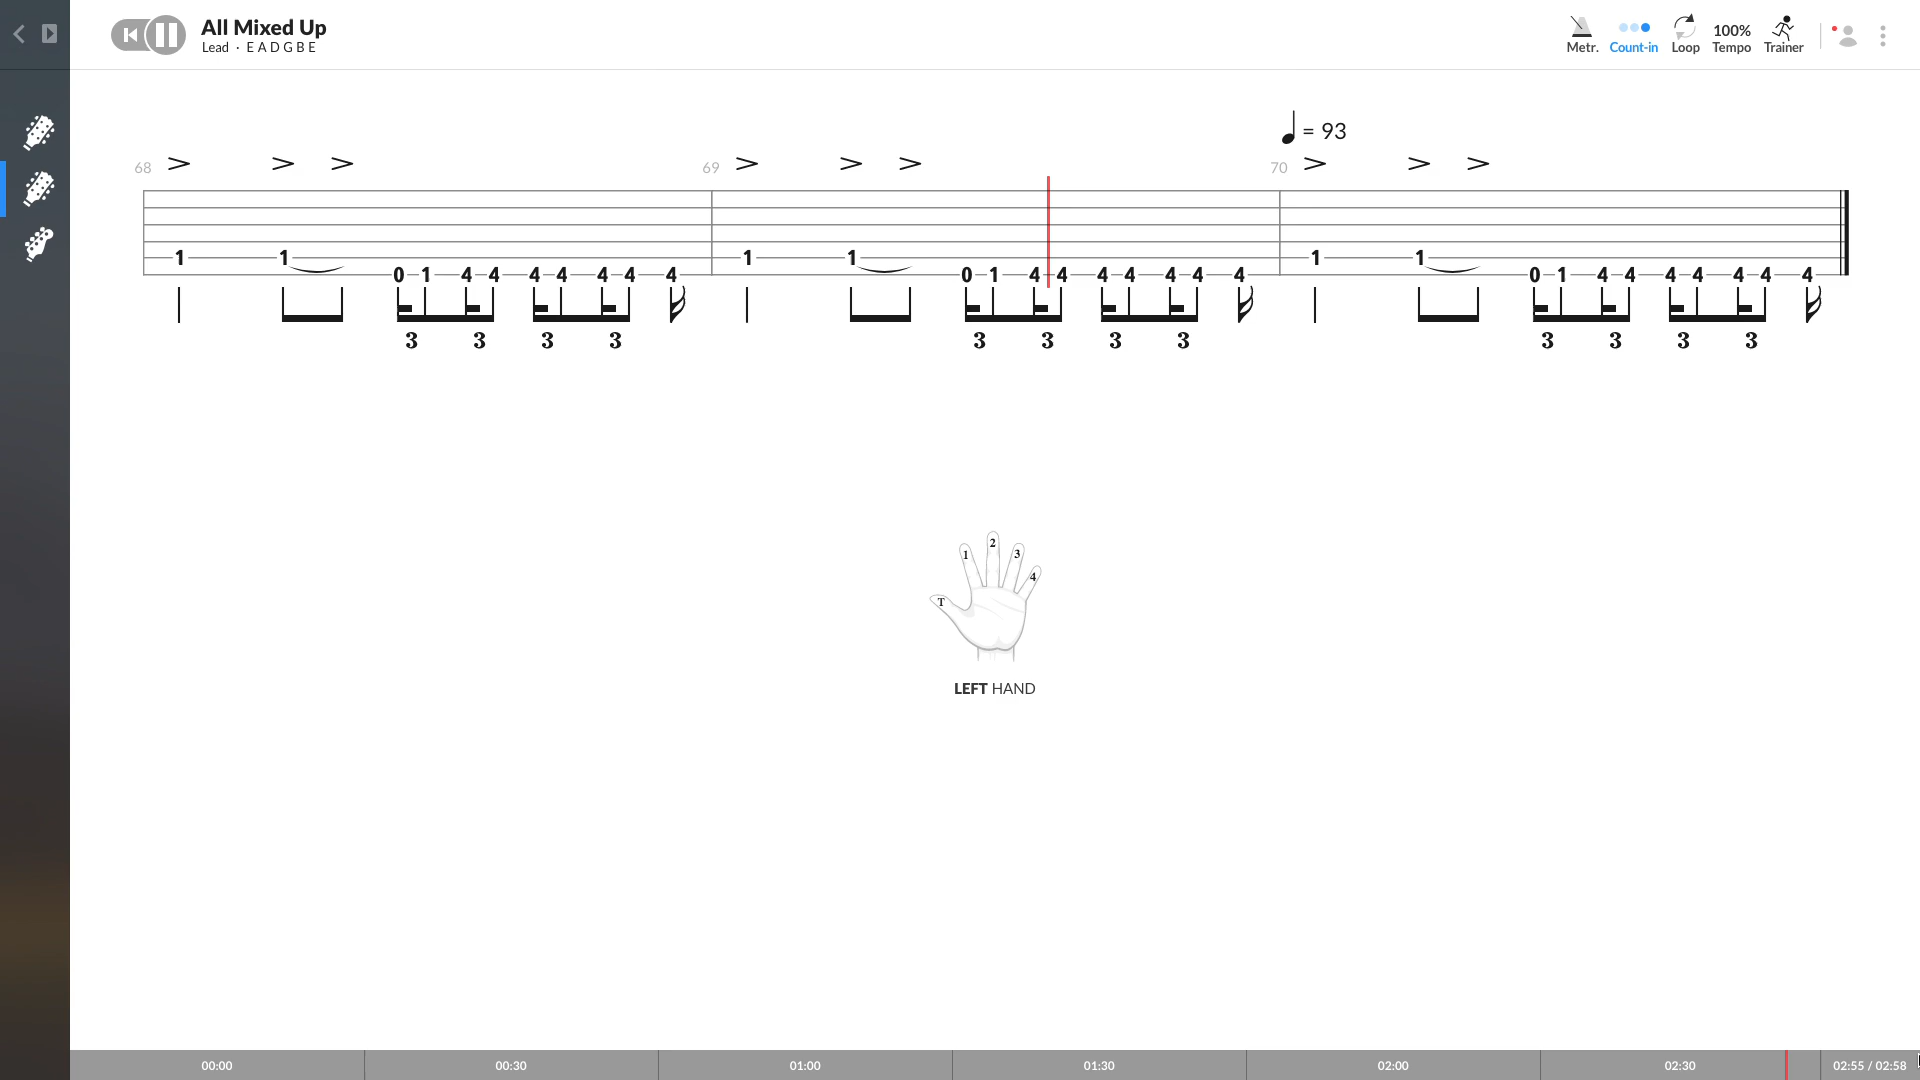 All Mixed Up
Lead · E A D G B E
Metr.
Count-in
Loop
100%
Tempo
Trainer
= 93
68
69
70
1 1 0 1 4 4 4 4 4 4 4
1 1 0 1 4 4 4 4 4 4 4
1 1 0 1 4 4 4 4 4 4 4
3 3 3 3
3 3 3 3
3 3 3 3
T 1 2 3 4
LEFT HAND
00:00
00:30
01:00
01:30
02:00
02:30
02:55 / 02:58